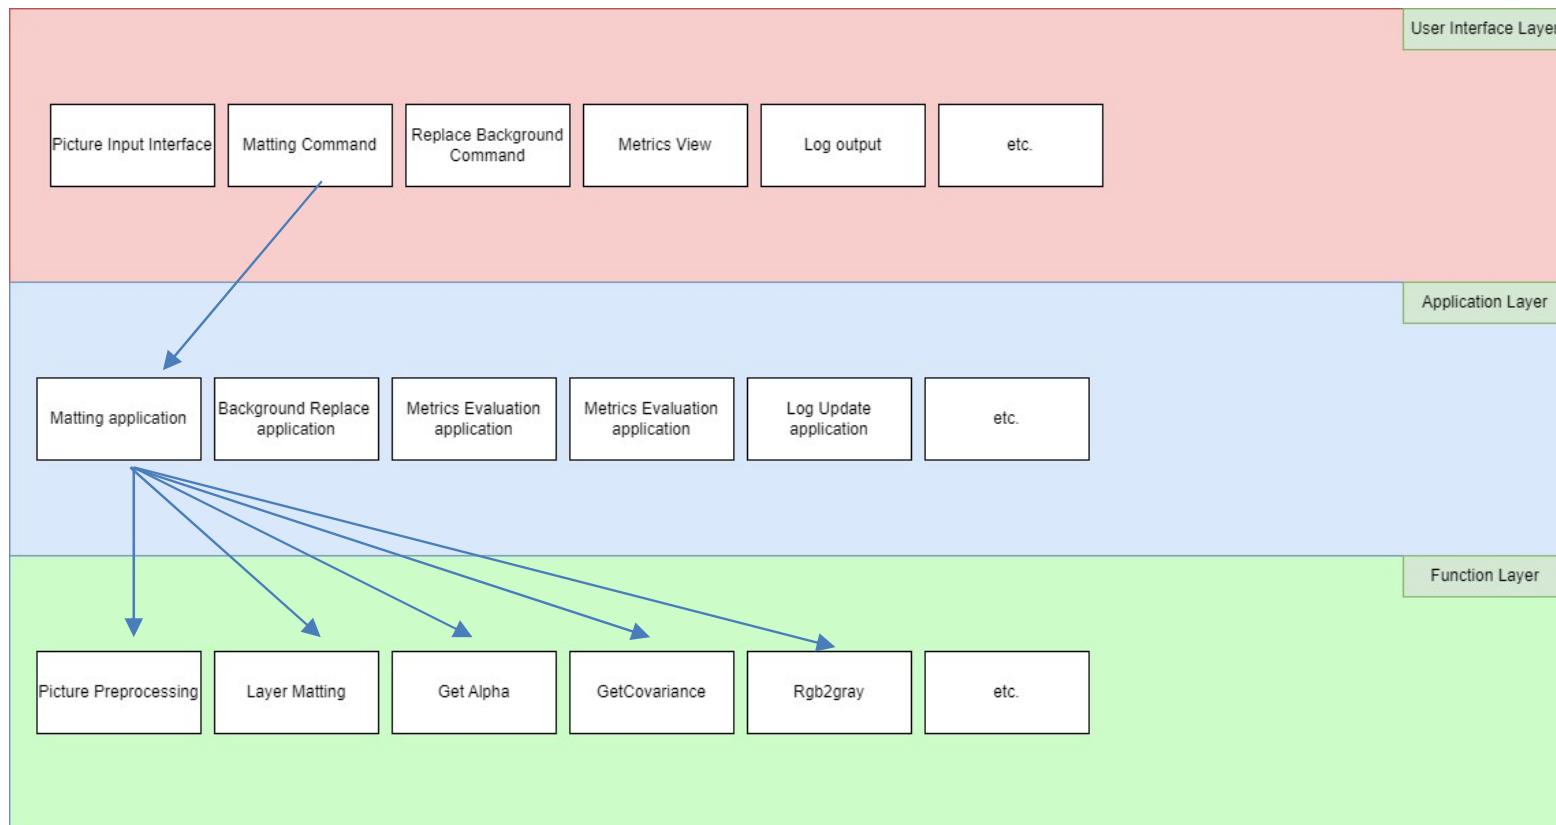 User Interface Layer
Picture Input Interface
Matting Command
Replace Background
Command
Metrics View
Log output
etc.
Application Layer
Matting application
Background Replace
application
Metrics Evaluation
application
Metrics Evaluation
application
Log Update
application
etc.
Function Layer
Picture Preprocessing
Layer Matting
Get Alpha
GetCovariance
Rgb2gray
etc.